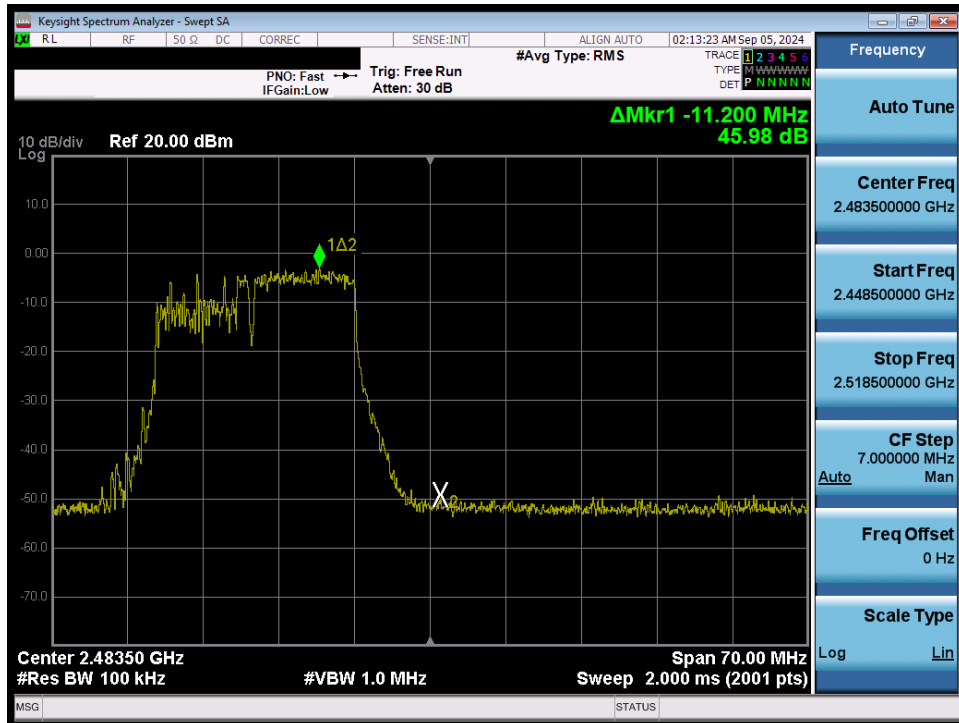 Keysight Spectrum Analyzer - Swept SA
LXI RL RF 50 Ω DC CORREC SENSE:INT ALIGN AUTO 02:13:23 AM Sep 05, 2024
#Avg Type: RMS TRACE 1 2 3 4 5 6
PNO: Fast Trig: Free Run TYPE M W W W W W
IFGain:Low Atten: 30 dB DET P N N N N N
ΔMkr1 -11.200 MHz
45.98 dB
10 dB/div Ref 20.00 dBm
Log
10.0
0.00
-10.0
-20.0
-30.0
-40.0
-50.0
-60.0
-70.0
1Δ2
X2
Center 2.48350 GHz Span 70.00 MHz
#Res BW 100 kHz #VBW 1.0 MHz Sweep 2.000 ms (2001 pts)
MSG STATUS
Frequency
Auto Tune
Center Freq
2.483500000 GHz
Start Freq
2.448500000 GHz
Stop Freq
2.518500000 GHz
CF Step
7.000000 MHz
Auto Man
Freq Offset
0 Hz
Scale Type
Log Lin